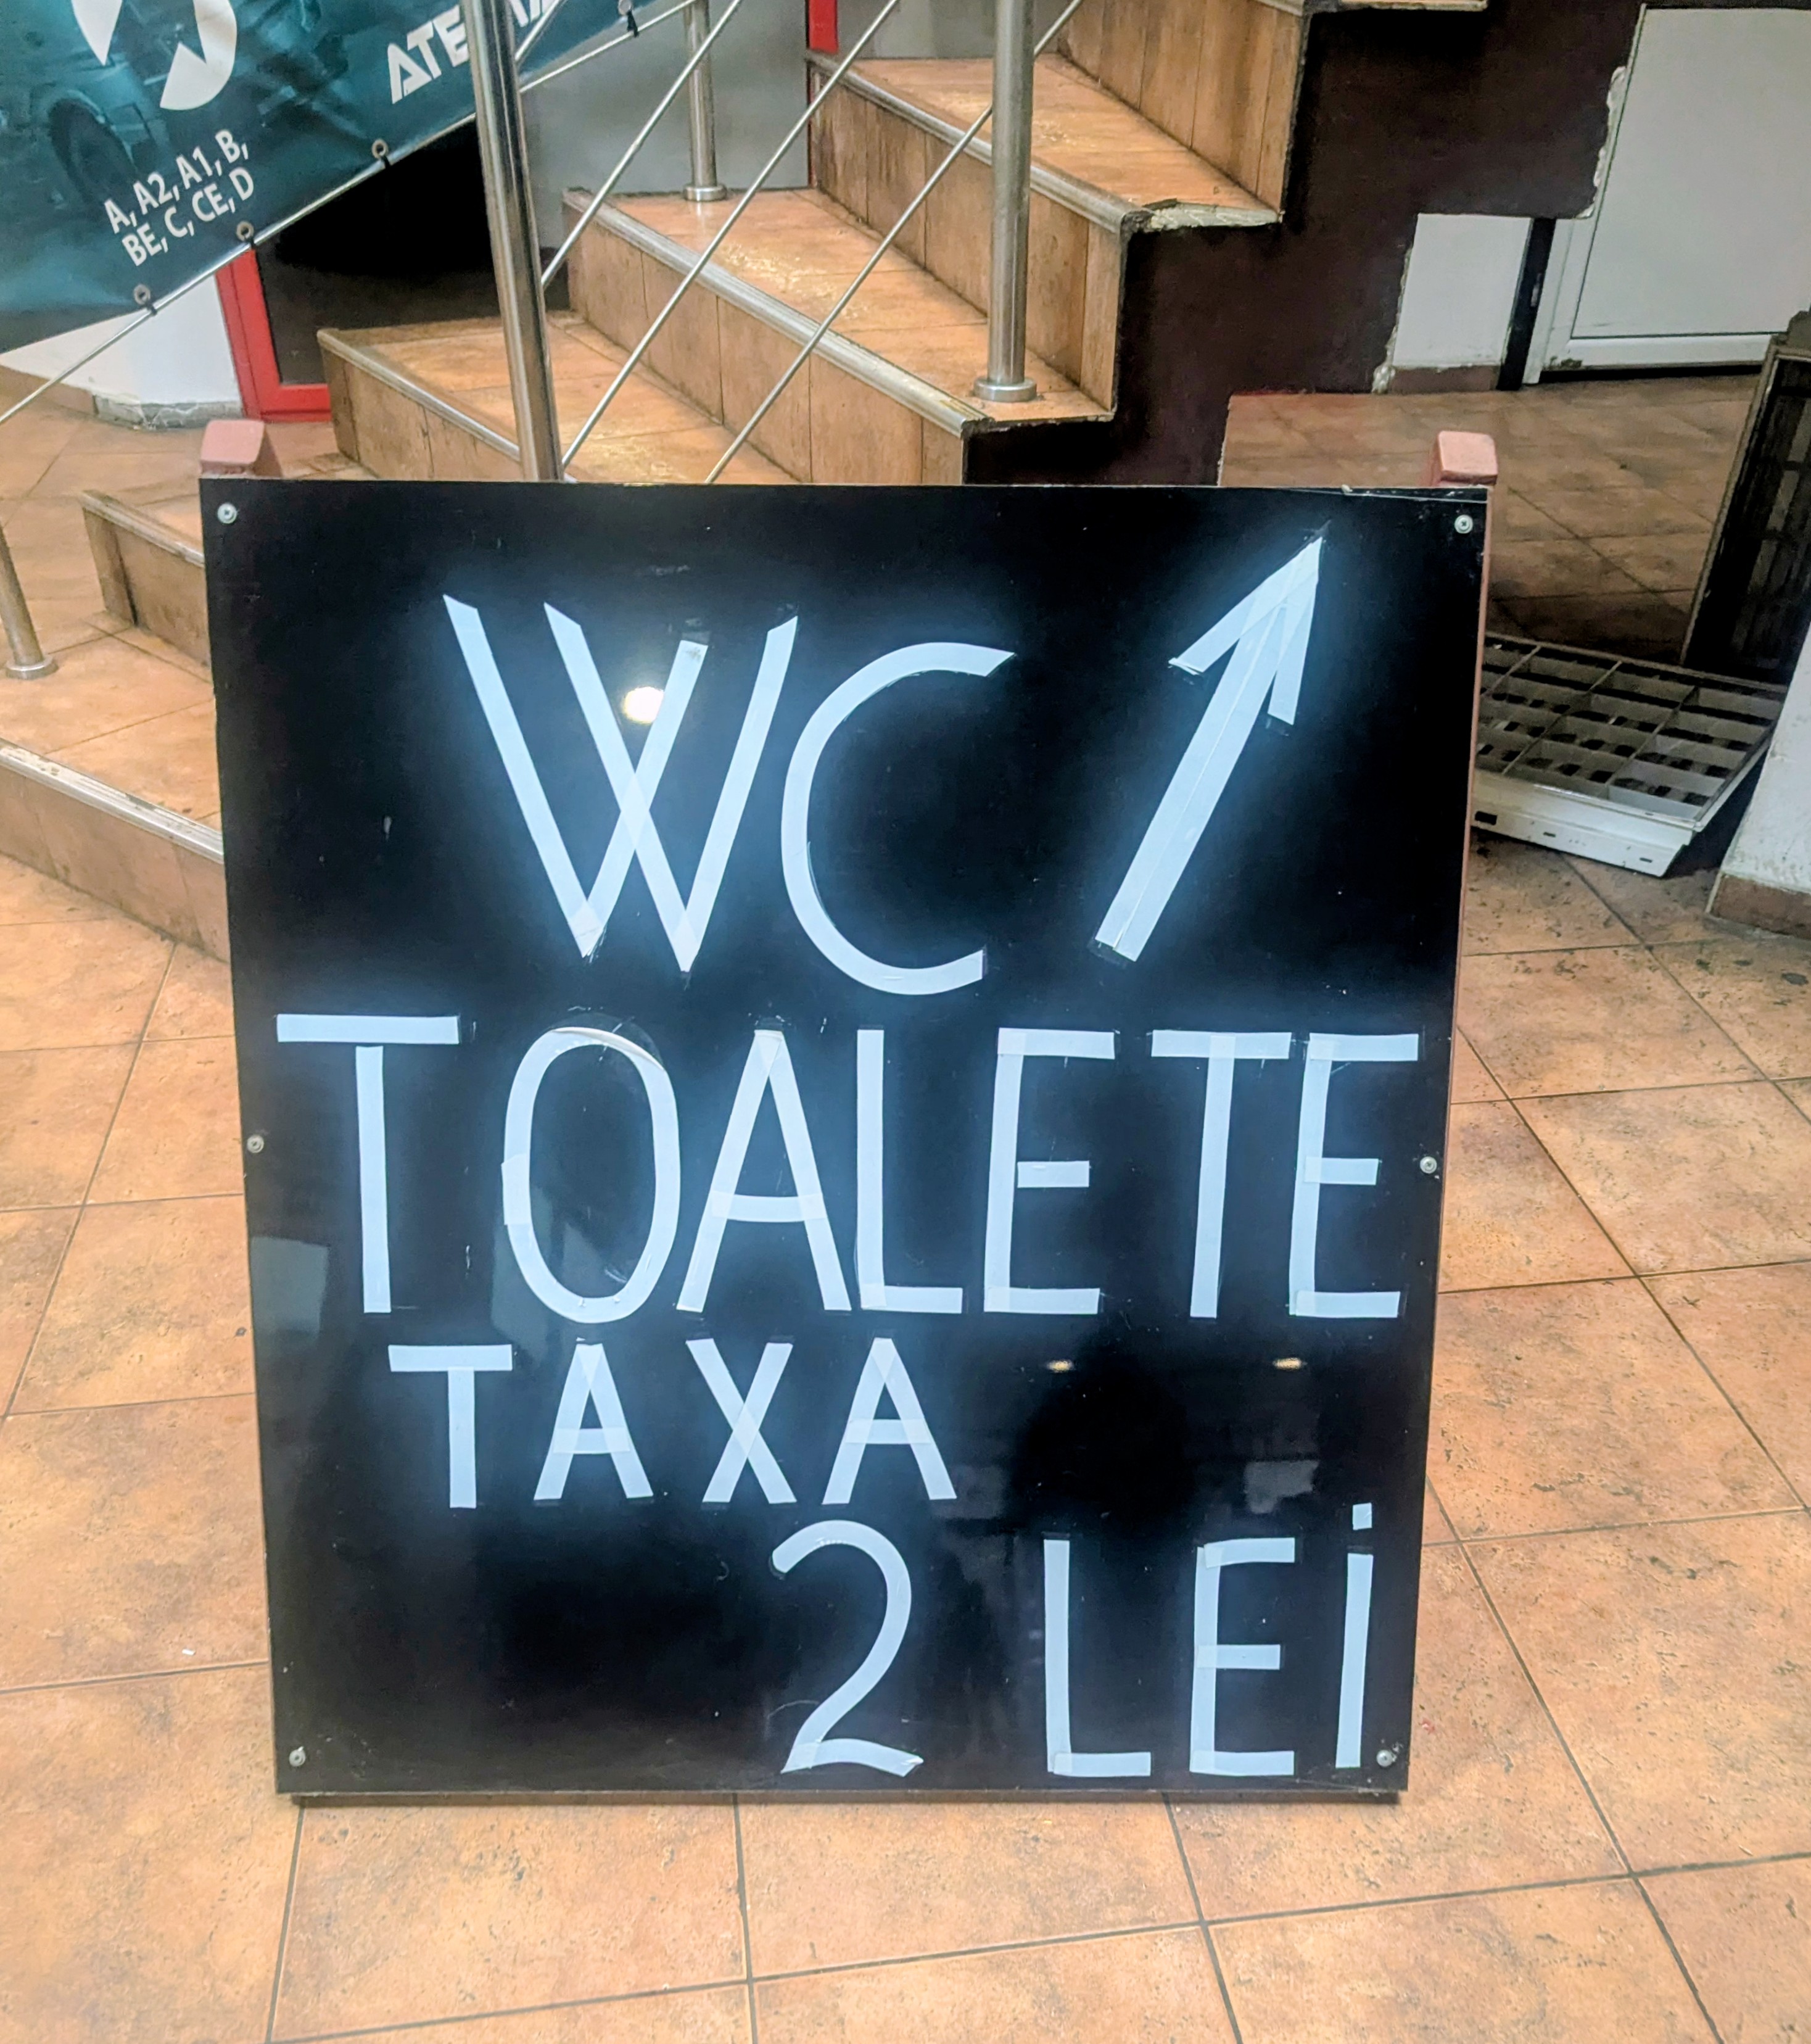 A, A2, A1, B,
BE, C, CE, D
WC
TOALETE
TAXA
2 LEi